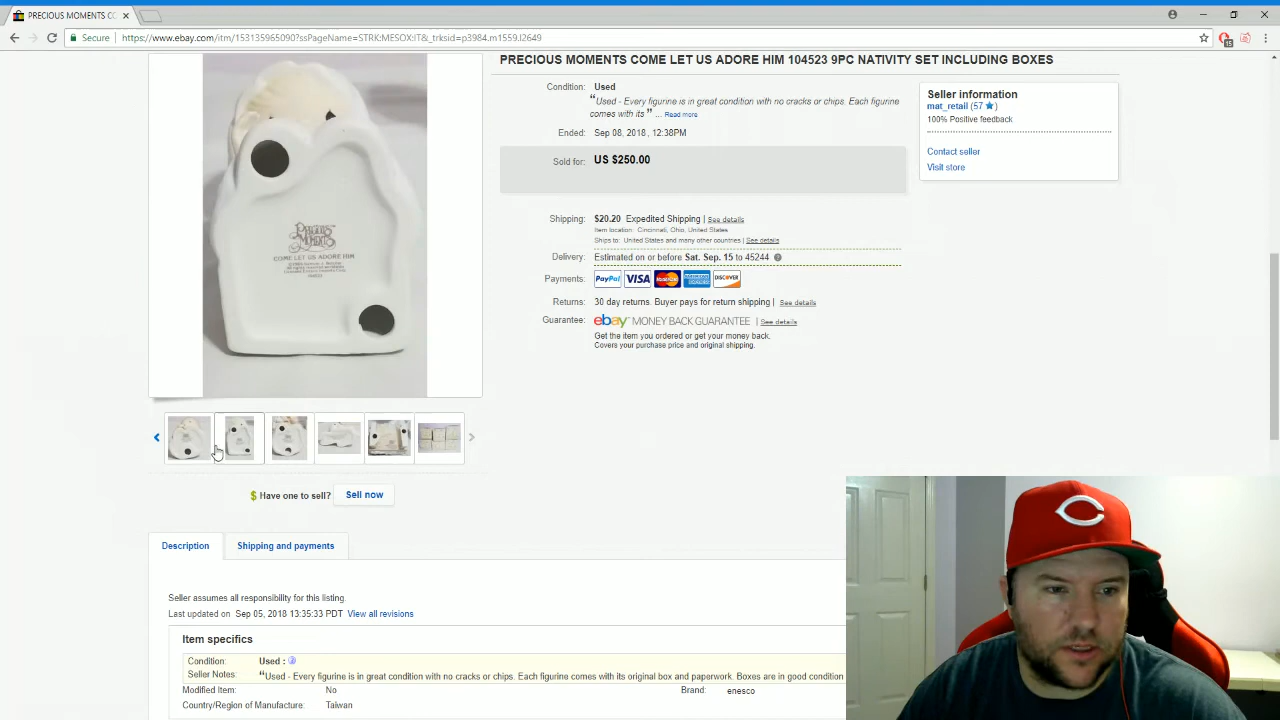 PRECIOUS MOMENTS CO
Secure https://www.ebay.com/itm/153135965090?ssPageName=STRK:MESOX:IT&_trksid=p3984.m1559.l2649
15
PRECIOUS MOMENTS COME LET US ADORE HIM 104523 9PC NATIVITY SET INCLUDING BOXES
Condition: Used
“Used - Every figurine is in great condition with no cracks or chips. Each figurine
comes with its” ... Read more
Ended: Sep 08, 2018 , 12:38PM
Sold for: US $250.00
Shipping: $20.20 Expedited Shipping | See details
Item location: Cincinnati, Ohio, United States
Ships to: United States and many other countries | See details
Delivery: Estimated on or before Sat. Sep. 15 to 45244
Payments: PayPal VISA MasterCard AMERICAN EXPRESS DISCOVER
Returns: 30 day returns. Buyer pays for return shipping | See details
Guarantee: ebay MONEY BACK GUARANTEE | See details
Get the item you ordered or get your money back.
Covers your purchase price and original shipping.
Seller information
mat_retail (57 )
100% Positive feedback
Contact seller
Visit store
PRECIOUS
MOMENTS
COME LET US ADORE HIM
$ Have one to sell? Sell now
Description Shipping and payments
Seller assumes all responsibility for this listing.
Last updated on Sep 05, 2018 13:35:33 PDT View all revisions
Item specifics
Condition: Used :
Seller Notes: “Used - Every figurine is in great condition with no cracks or chips. Each figurine comes with its original box and paperwork. Boxes are in good condition
Modified Item: No Brand: enesco
Country/Region of Manufacture: Taiwan
C